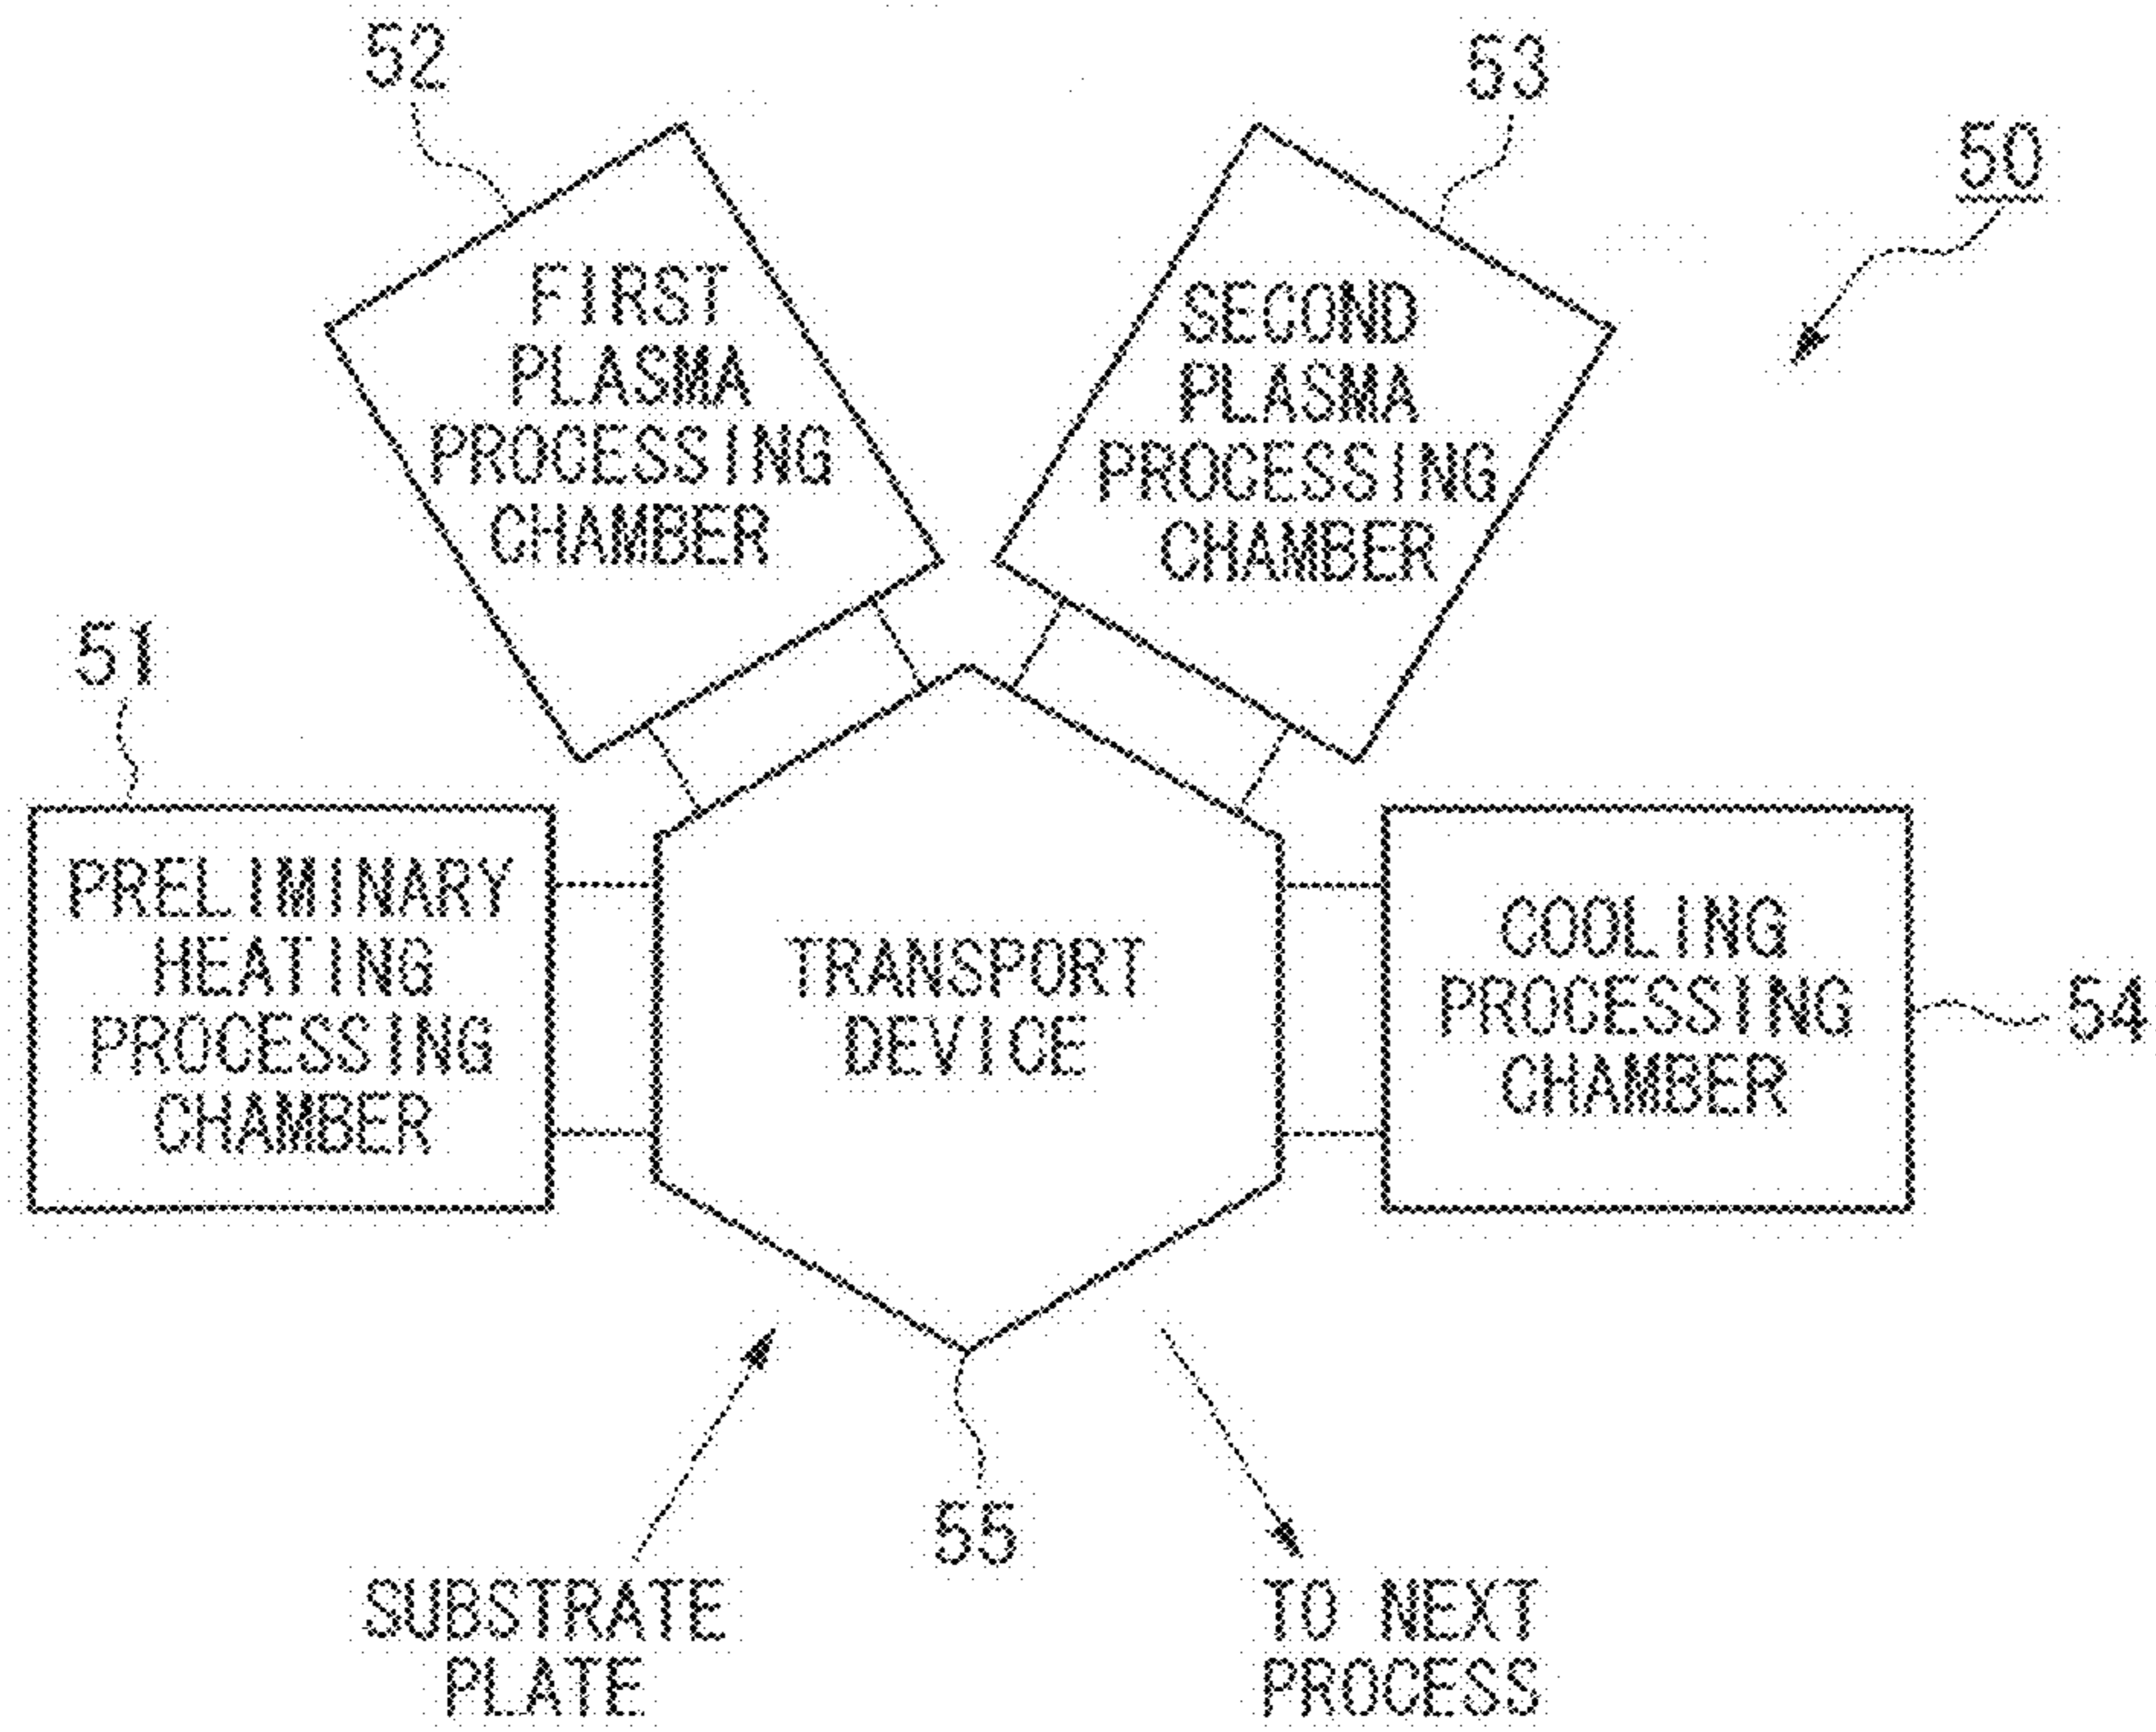 52
53
50
FIRST
PLASMA
PROCESSING
CHAMBER
SECOND
PLASMA
PROCESSING
CHAMBER
51
PRELIMINARY
HEATING
PROCESSING
CHAMBER
TRANSPORT
DEVICE
COOLING
PROCESSING
CHAMBER
54
55
SUBSTRATE
PLATE
TO NEXT
PROCESS